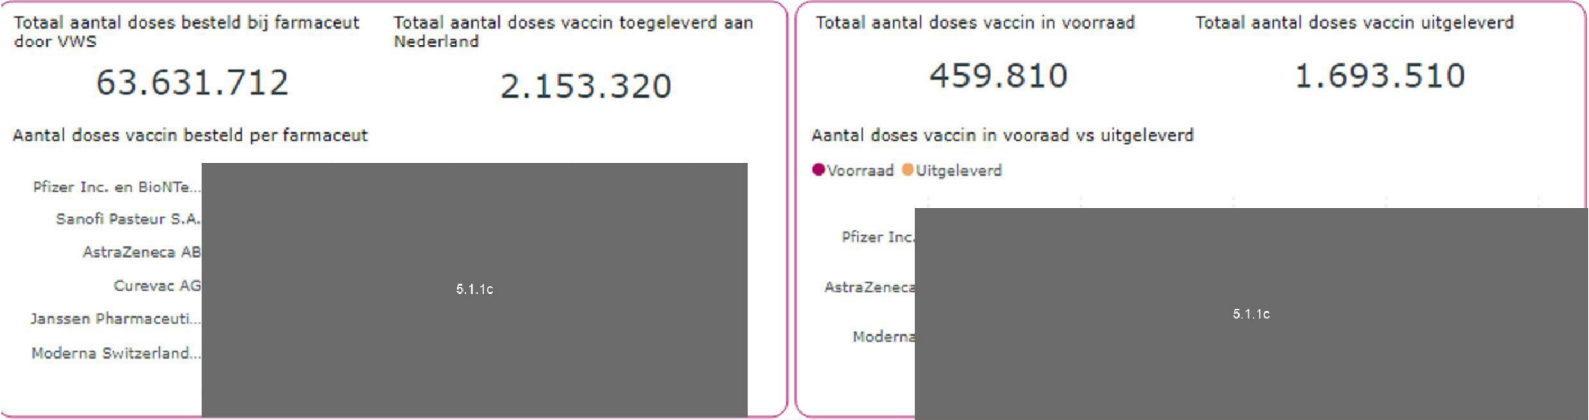 Totaal aantal doses besteld bij farmaceut
door VWS
63.631.712
Totaal aantal doses vaccin toegeleverd aan
Nederland
2.153.320
Aantal doses vaccin besteld per farmaceut
Pfizer Inc. en BioNTe...
Sanofi Pasteur S.A.
AstraZeneca AB
Curevac AG
Janssen Pharmaceuti...
Moderna Switzerland...
5.1.1c
Totaal aantal doses vaccin in voorraad
459.810
Totaal aantal doses vaccin uitgeleverd
1.693.510
Aantal doses vaccin in vooraad vs uitgeleverd
Voorraad Uitgeleverd
Pfizer Inc.
AstraZeneca
Moderna
5.1.1c